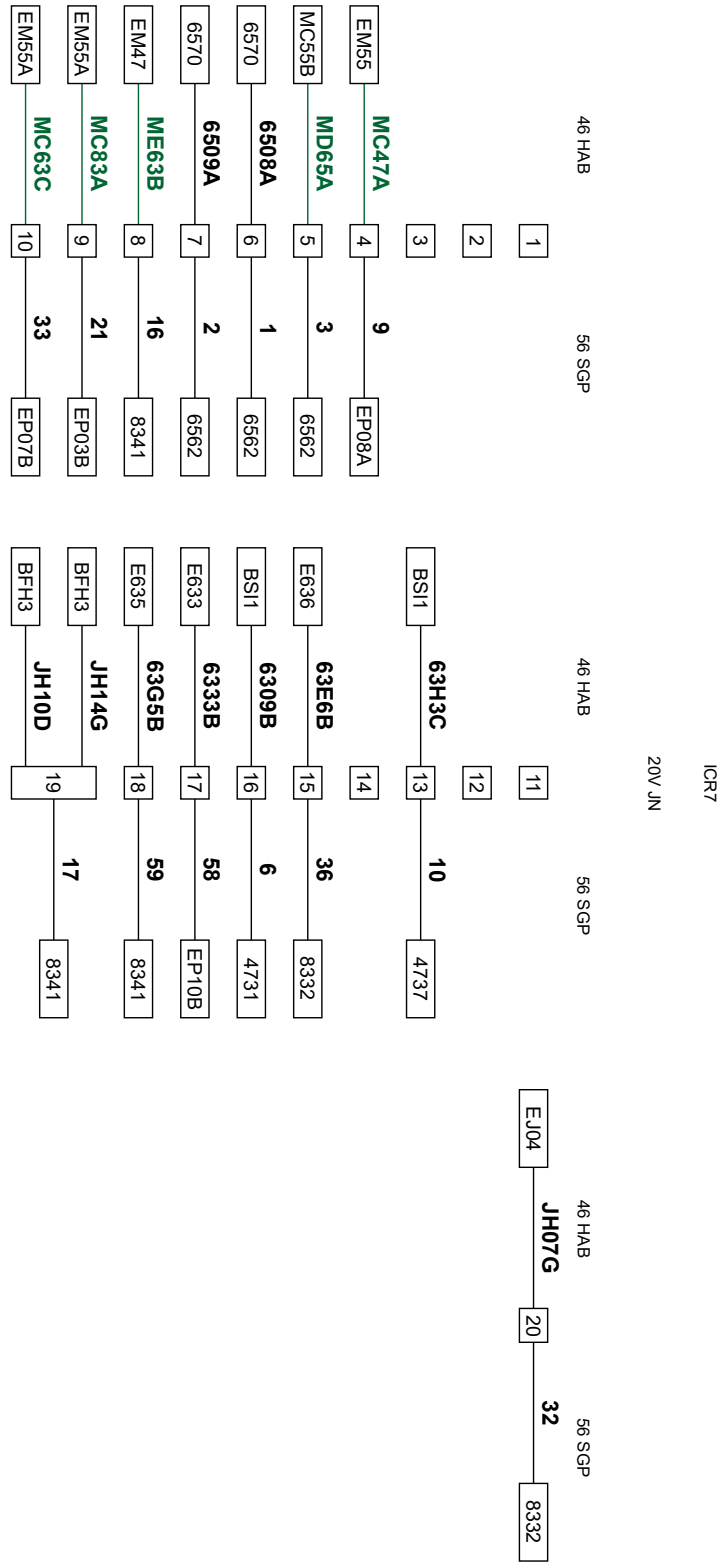 ICR7
20V JN
46 HAB 56 SGP 46 HAB 56 SGP 46 HAB 56 SGP
1 11 EJ04 JH07G 20 32 8332
2 12
3 BSI1 63H3C 13 10 4737
EM55 MC47A 4 9 EP08A 14
MC55B MD65A 5 3 6562 E636 63E6B 15 36 8332
6570 6508A 6 1 6562 BSI1 6309B 16 6 4731
6570 6509A 7 2 6562 E633 6333B 17 58 EP10B
EM47 ME63B 8 16 8341 E635 63G5B 18 59 8341
EM55A MC83A 9 21 EP03B BFH3 JH14G 19 17 8341
EM55A MC63C 10 33 EP07B BFH3 JH10D